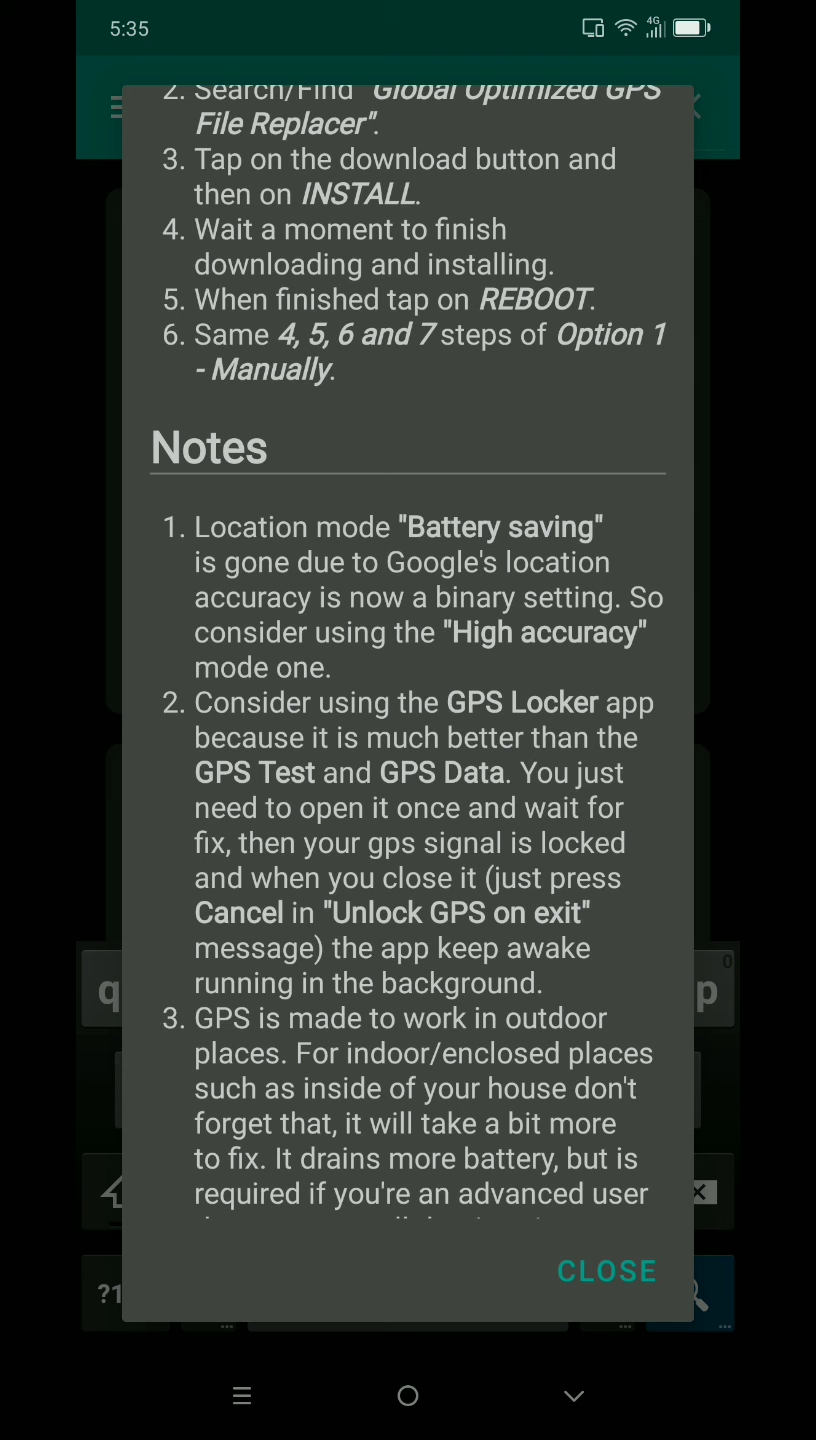 5:35
4G
2. Search/Find "Global Optimized GPS
File Replacer".
3. Tap on the download button and
then on INSTALL.
4. Wait a moment to finish
downloading and installing.
5. When finished tap on REBOOT.
6. Same 4, 5, 6 and 7 steps of Option 1
- Manually.
Notes
1. Location mode "Battery saving"
is gone due to Google's location
accuracy is now a binary setting. So
consider using the "High accuracy"
mode one.
2. Consider using the GPS Locker app
because it is much better than the
GPS Test and GPS Data. You just
need to open it once and wait for
fix, then your gps signal is locked
and when you close it (just press
Cancel in "Unlock GPS on exit"
message) the app keep awake
running in the background.
3. GPS is made to work in outdoor
places. For indoor/enclosed places
such as inside of your house don't
forget that, it will take a bit more
to fix. It drains more battery, but is
required if you're an advanced user
CLOSE
q
p
0
?1